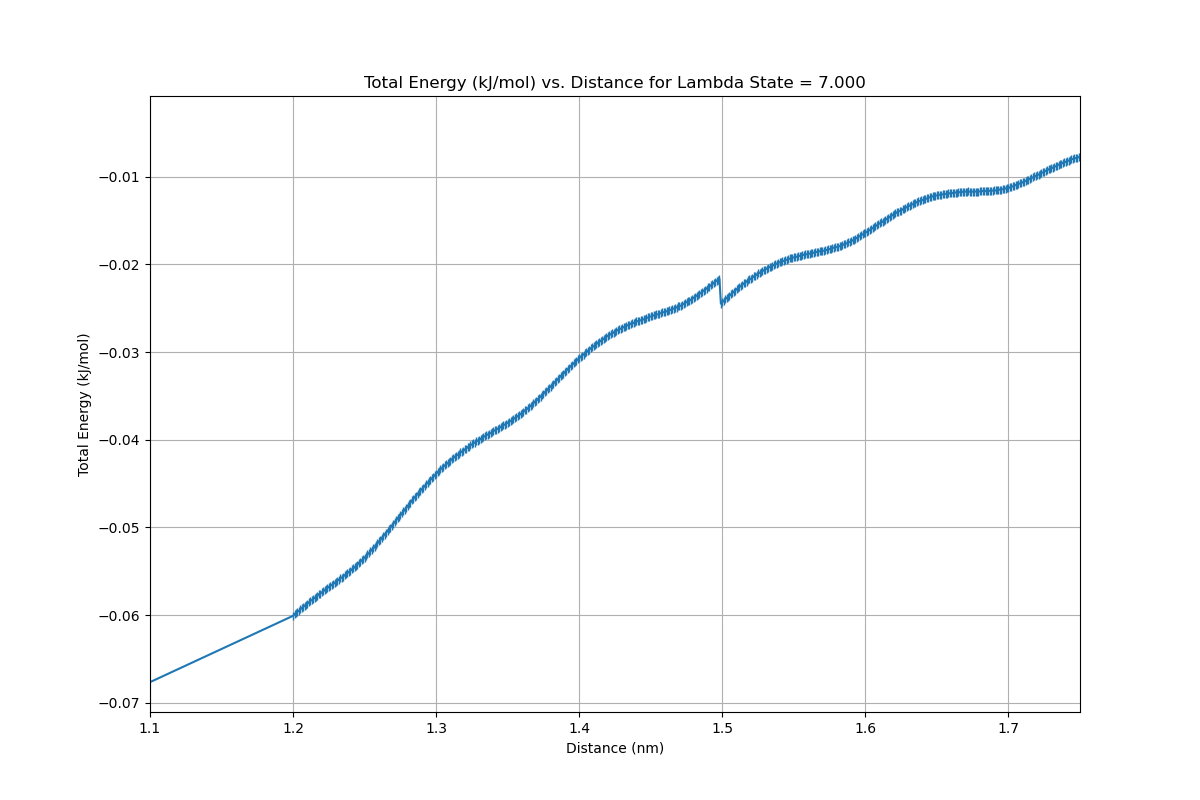 Total Energy (kJ/mol) vs. Distance for Lambda State = 7.000
−0.01
−0.02
−0.03
−0.04
−0.05
−0.06
−0.07
Total Energy (kJ/mol)
1.1 1.2 1.3 1.4 1.5 1.6 1.7
Distance (nm)